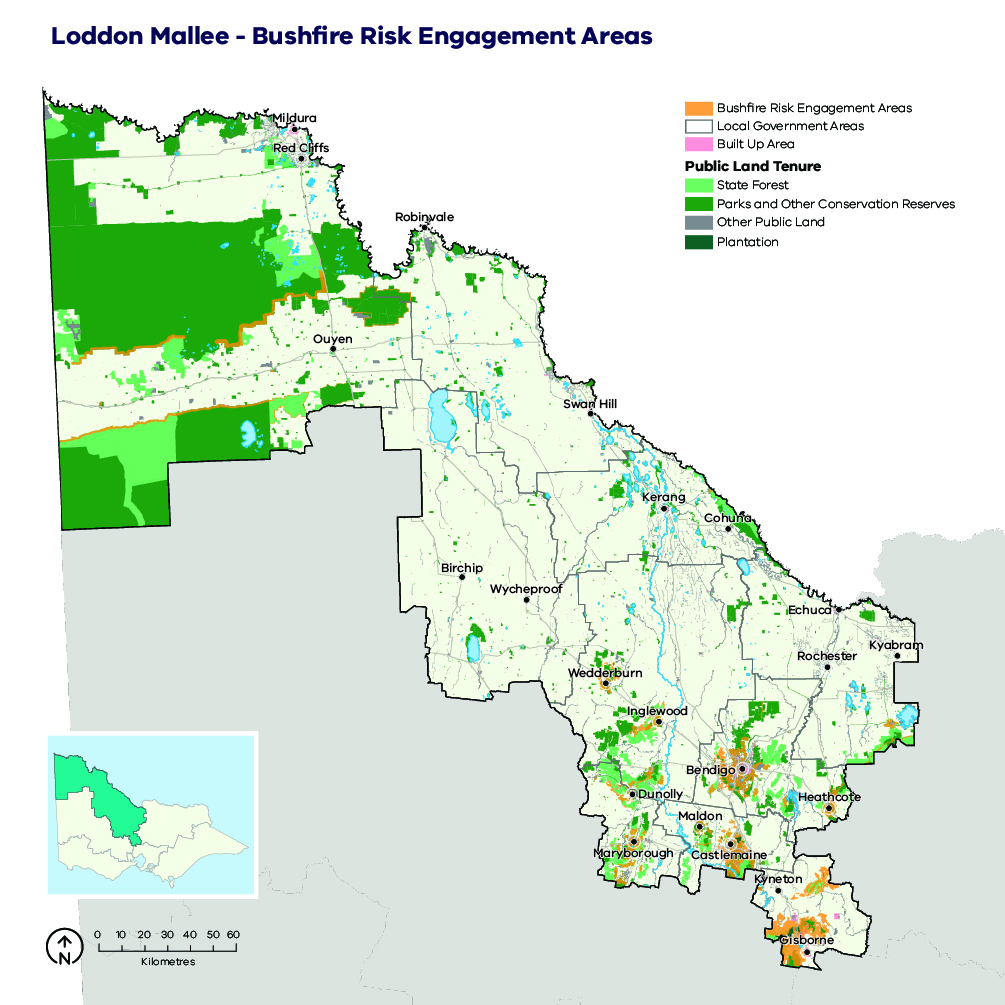 Loddon Mallee - Bushfire Risk Engagement Areas
Bushfire Risk Engagement Areas
Local Government Areas
Built Up Area
Public Land Tenure
State Forest
Parks and Other Conservation Reserves
Other Public Land
Plantation
Mildura
Red Cliffs
Robinvale
Ouyen
Swan Hill
Kerang
Cohuna
Birchip
Wycheproof
Echuca
Kyabram
Rochester
Wedderburn
Inglewood
Bendigo
Dunolly
Heathcote
Maldon
Maryborough
Castlemaine
Kyneton
Gisborne
N
0 10 20 30 40 50 60
Kilometres